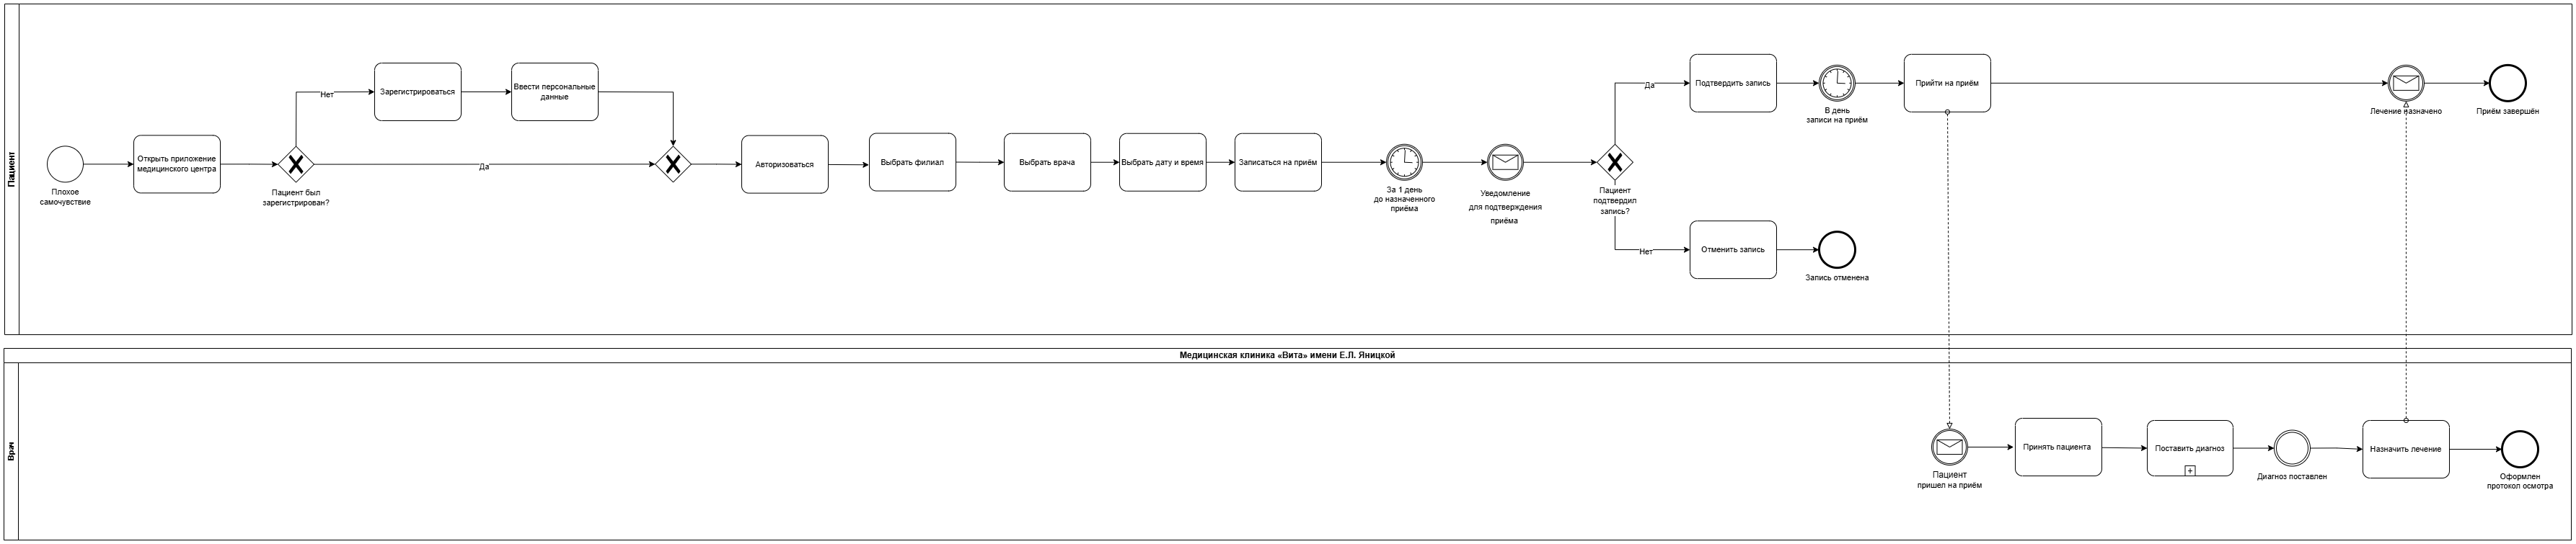 Пациент
Плохое
самочувствие
Открыть приложение
медицинского центра
Пациент был
зарегистрирован?
Нет
Зарегистрироваться
Ввести персональные
данные
Да
Авторизоваться
Выбрать филиал
Выбрать врача
Выбрать дату и время
Записаться на приём
За 1 день
до назначенного
приёма
Уведомление
для подтверждения
приёма
Пациент
подтвердил
запись?
Да
Подтвердить запись
В день
записи на приём
Прийти на приём
Лечение назначено
Приём завершён
Нет
Отменить запись
Запись отменена
Медицинская клиника «Вита» имени Е.Л. Яницкой
Врач
Пациент
пришел на приём
Принять пациента
Поставить диагноз
Диагноз поставлен
Назначить лечение
Оформлен
протокол осмотра